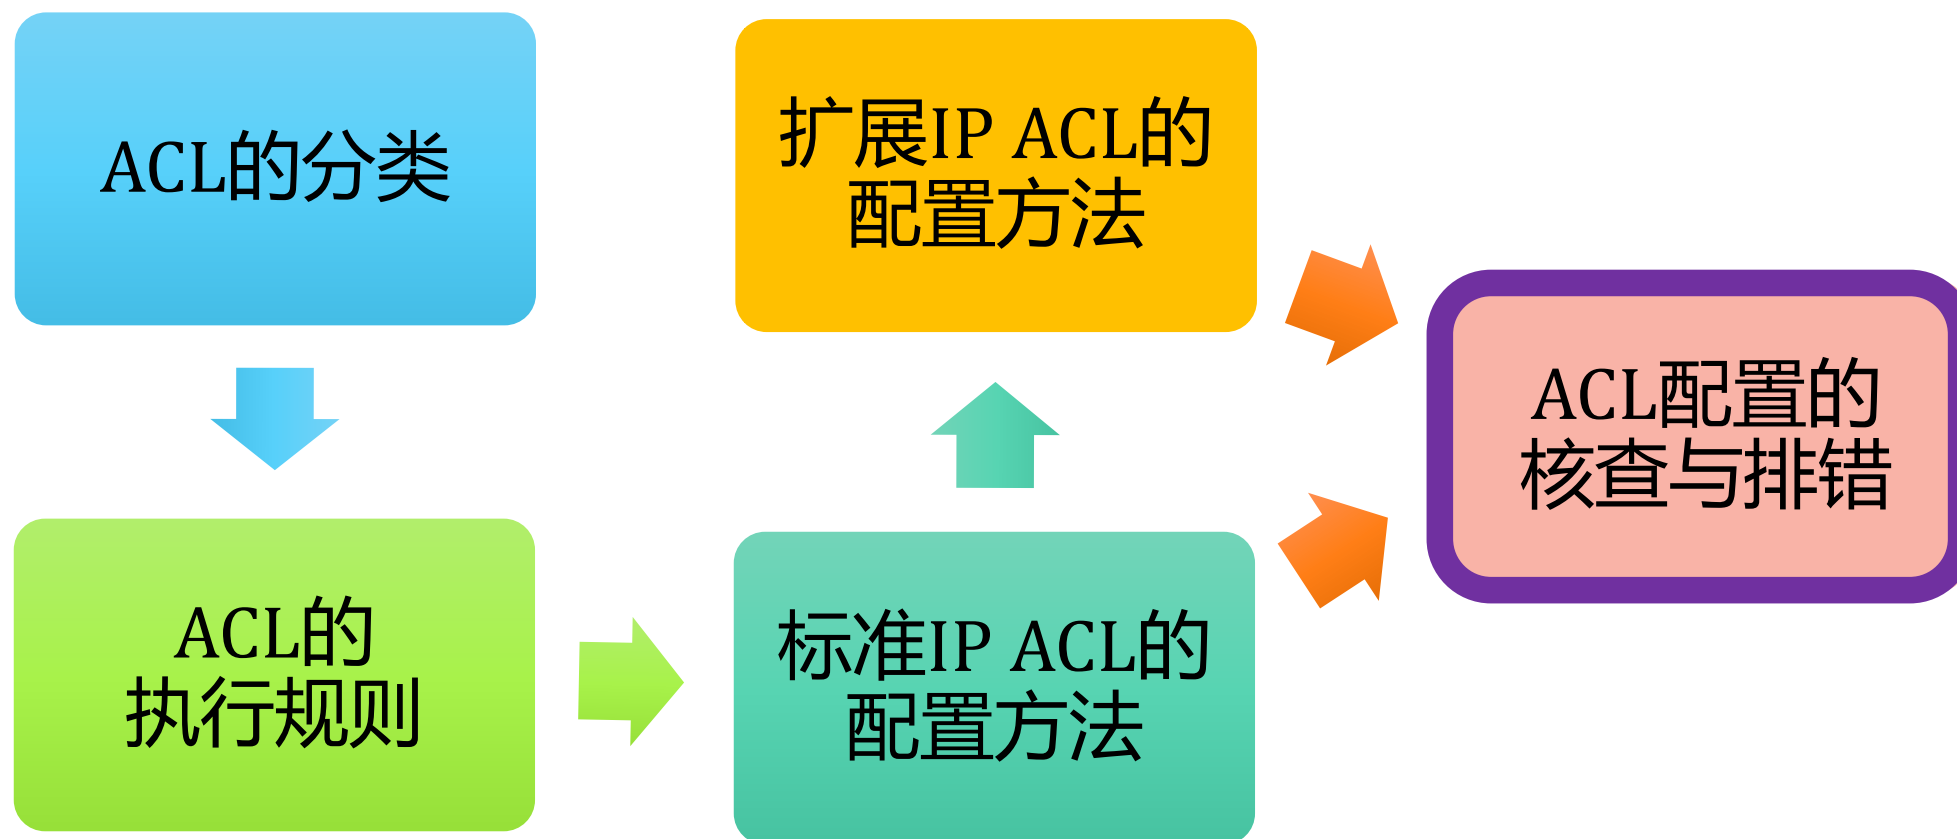 ACL的分类
ACL的
执行规则
标准IP ACL的
配置方法
扩展IP ACL的
配置方法
ACL配置的
核查与排错